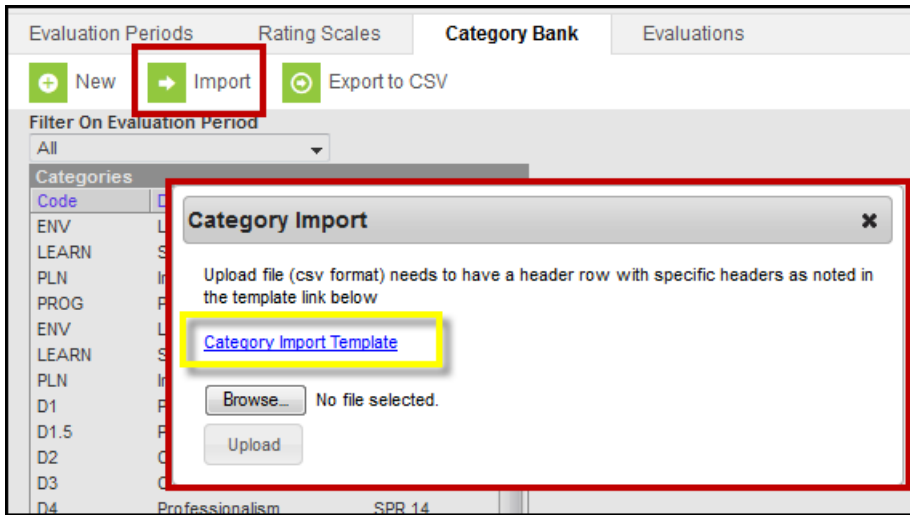 Evaluation Periods Rating Scales Category Bank Evaluations
New Import Export to CSV
Filter On Evaluation Period
All
Categories
Code
ENV
LEARN
PLN
PROG
ENV
LEARN
PLN
D1
D1.5
D2
D3
D4 Professionalism SPR 14
Category Import
Upload file (csv format) needs to have a header row with specific headers as noted in
the template link below
Category Import Template
Browse... No file selected.
Upload